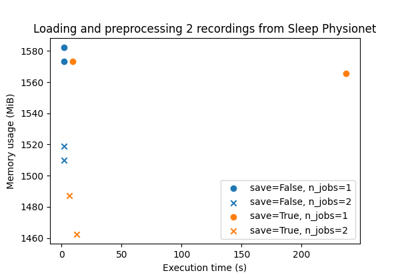 Loading and preprocessing 2 recordings from Sleep Physionet
1580
1560
1540
1520
1500
1480
1460
Memory usage (MiB)
save=False, n_jobs=1
save=False, n_jobs=2
save=True, n_jobs=1
save=True, n_jobs=2
0 50 100 150 200
Execution time (s)